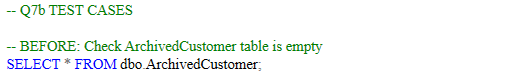 -- Q7b TEST CASES
-- BEFORE: Check ArchivedCustomer table is empty
SELECT * FROM dbo.ArchivedCustomer;